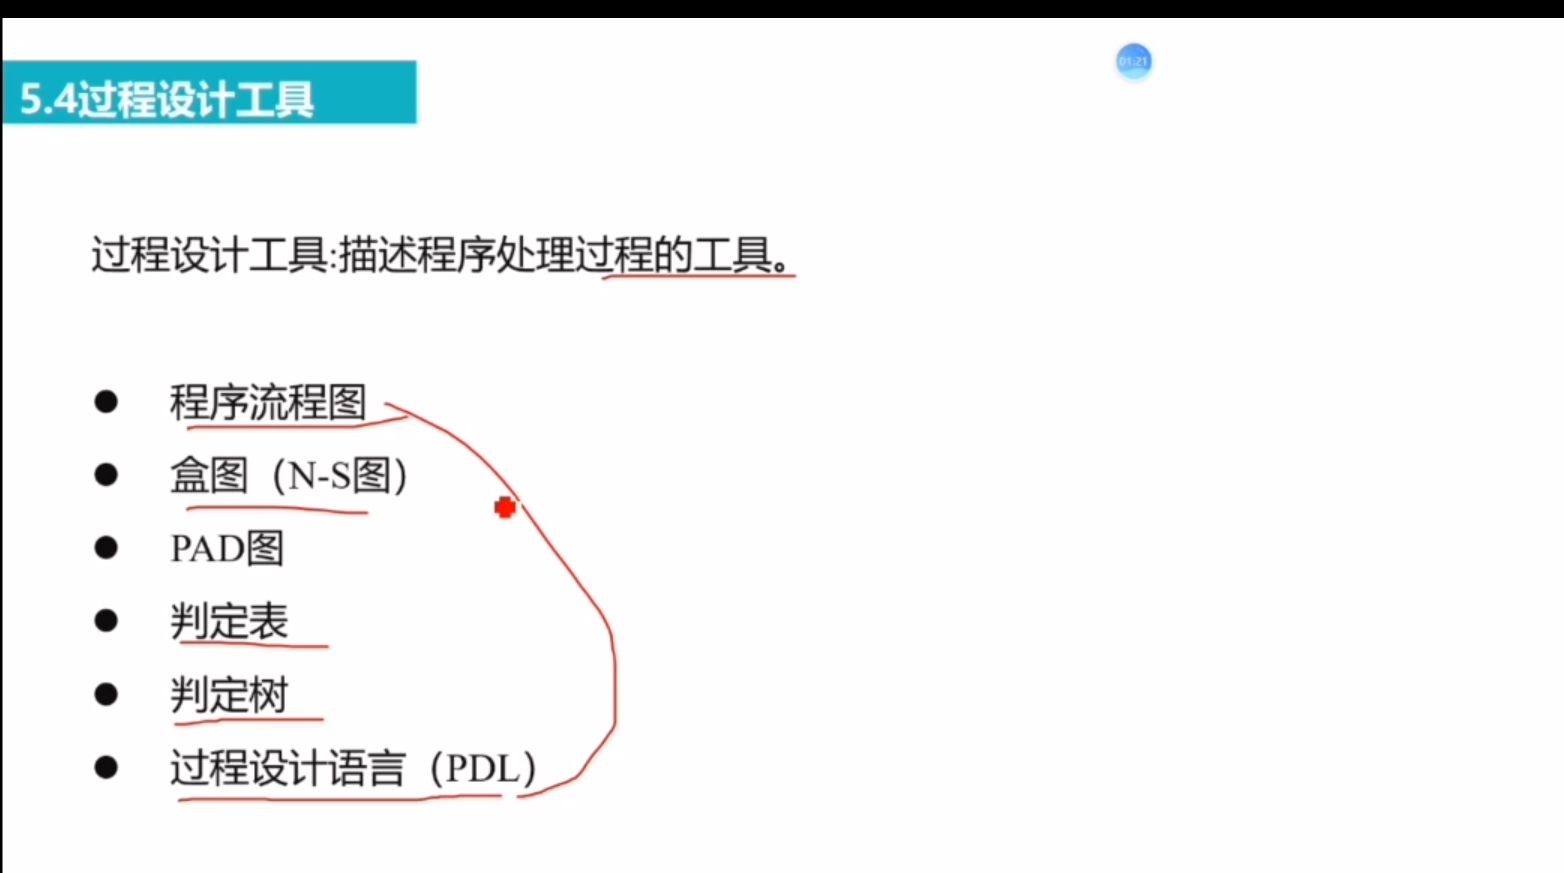 01:21
5.4过程设计工具
过程设计工具:描述程序处理过程的工具。
● 程序流程图
● 盒图（N-S图）
● PAD图
● 判定表
● 判定树
● 过程设计语言（PDL）